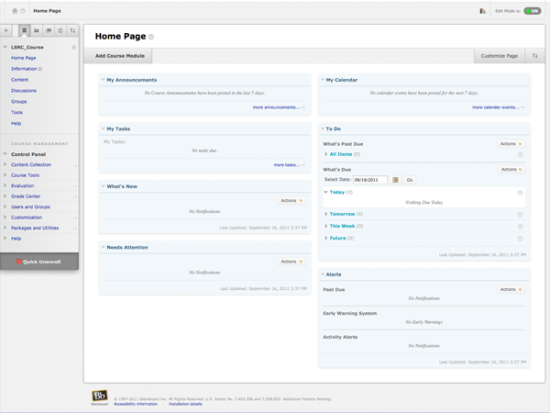 Home Page
Edit Mode is: ON
LSRC_Course
Home Page
Information
Content
Discussions
Groups
Tools
Help
COURSE MANAGEMENT
Control Panel
Content Collection
Course Tools
Evaluation
Grade Center
Users and Groups
Customization
Packages and Utilities
Help
Quick Unenroll!
Home Page
Add Course Module
Customize Page
My Announcements
No Course Announcements have been posted in the last 7 days.
more announcements...
My Tasks
My Tasks:
No tasks due.
more tasks...
What's New
Actions
No Notifications
Last Updated: September 16, 2011 3:37 PM
Needs Attention
Actions
No Notifications
Last Updated: September 16, 2011 3:37 PM
My Calendar
No calendar events have been posted for the next 7 days.
more calendar events...
To Do
What's Past Due
Actions
All Items (0)
What's Due
Actions
Select Date: 09/16/2011 Go
Today (0)
Nothing Due Today
Tomorrow (0)
This Week (0)
Future (0)
Last Updated: September 16, 2011 3:37 PM
Alerts
Past Due
Actions
No Notifications
Early Warning System
No Early Warnings
Activity Alerts
No Notifications
Last Updated: September 16, 2011 3:37 PM
Bb
Blackboard
© 1997-2011 Blackboard Inc. All Rights Reserved. U.S. Patent No. 7,493,396 and 7,558,853. Additional Patents Pending.
Accessibility information - Installation details